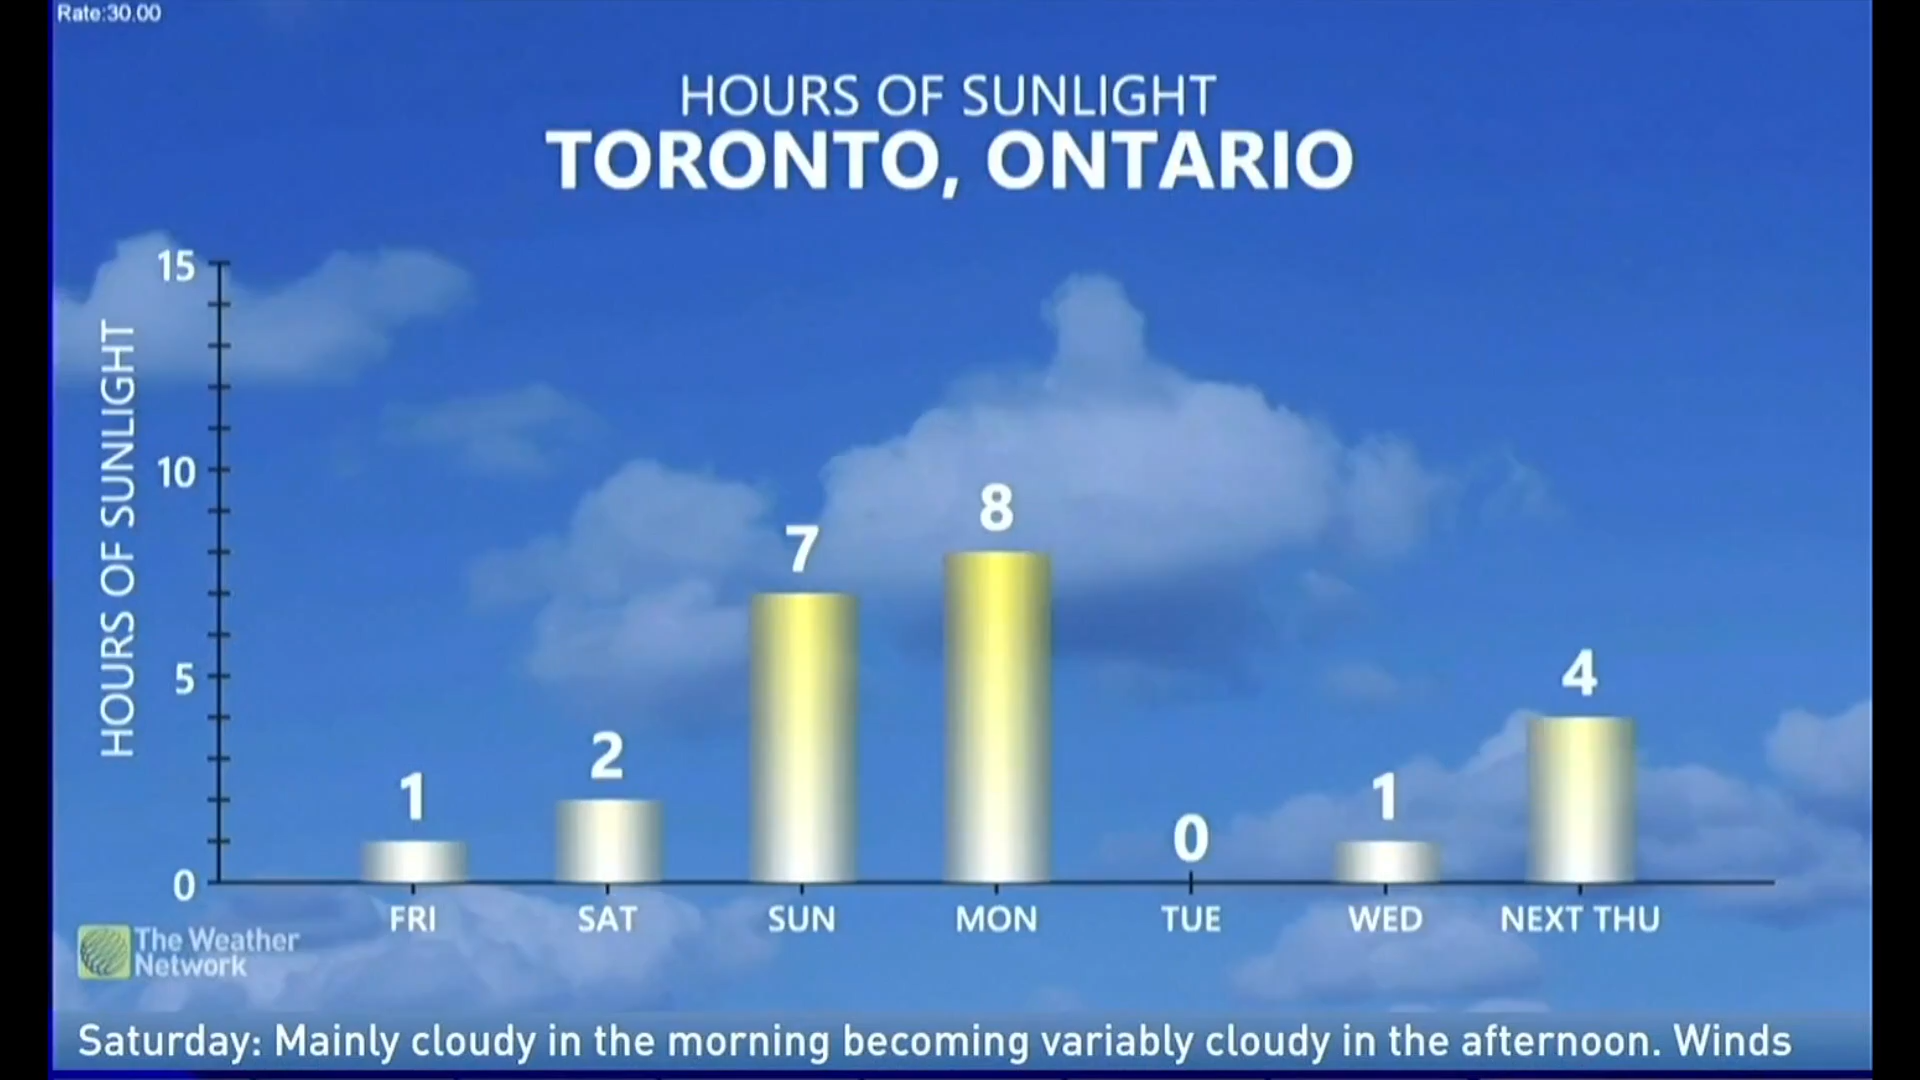 Rate:30.00
HOURS OF SUNLIGHT
TORONTO, ONTARIO
HOURS OF SUNLIGHT
15
10
5
0
1
2
7
8
0
1
4
FRI
SAT
SUN
MON
TUE
WED
NEXT THU
The Weather
Network
Saturday: Mainly cloudy in the morning becoming variably cloudy in the afternoon. Winds